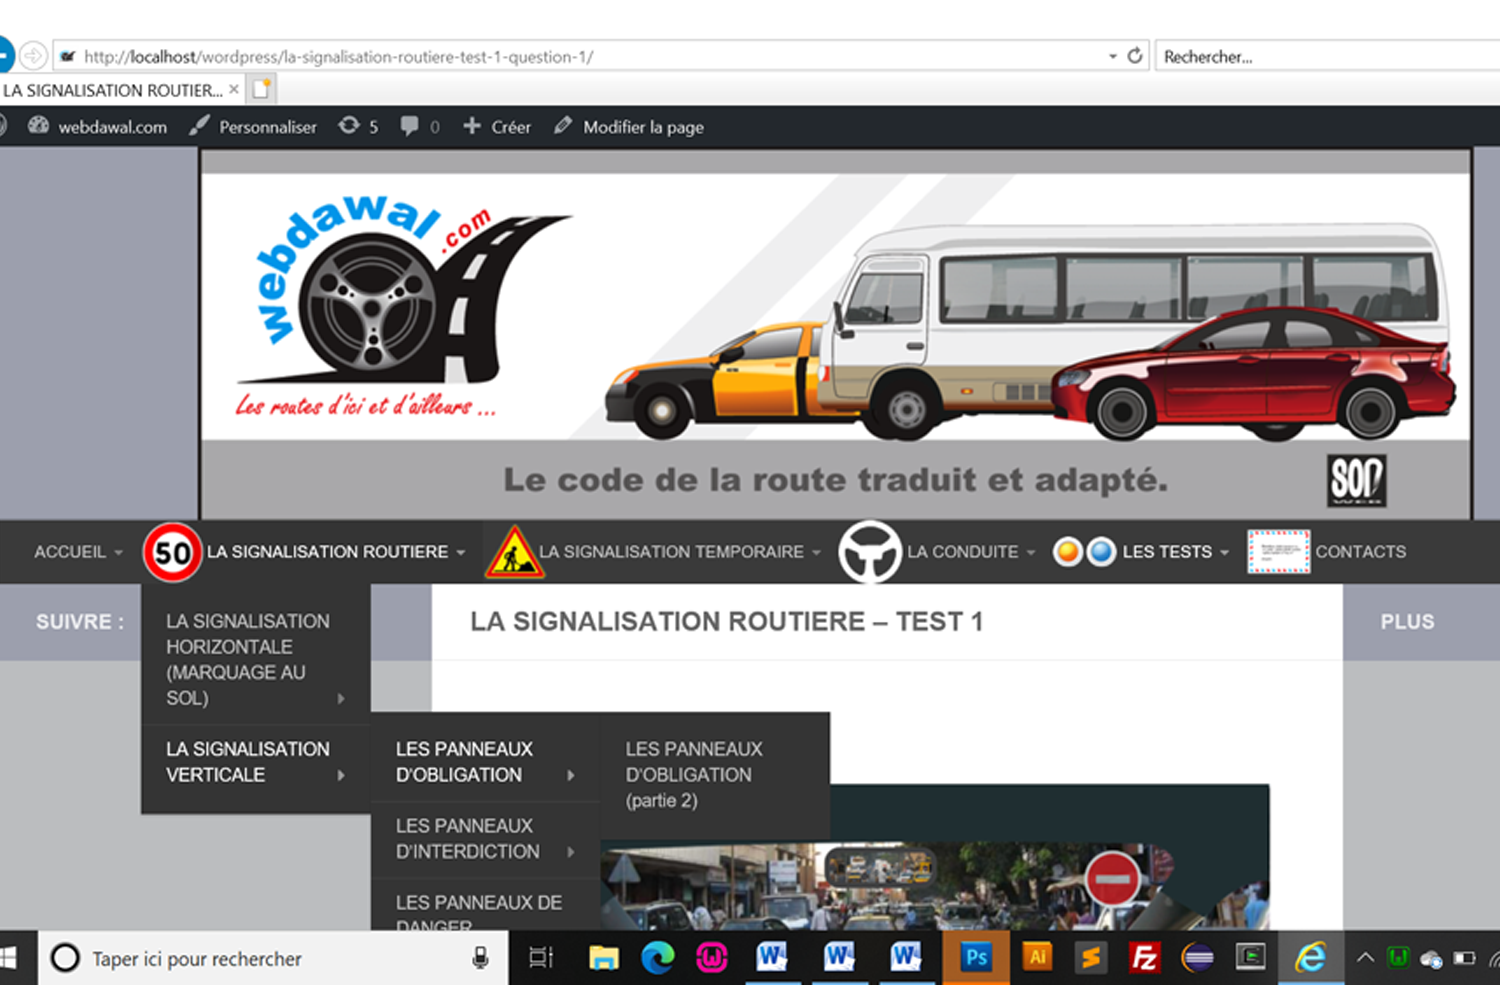 http://localhost/wordpress/la-signalisation-routiere-test-1-question-1/
Rechercher...
LA SIGNALISATION ROUTIER...
webdawal.com
Personnaliser
5
0
Créer
Modifier la page
webdawal
.com
Les routes d'ici et d'ailleurs ...
Le code de la route traduit et adapté.
SON
ACCUEIL
50
LA SIGNALISATION ROUTIERE
LA SIGNALISATION TEMPORAIRE
LA CONDUITE
LES TESTS
CONTACTS
SUIVRE :
LA SIGNALISATION
HORIZONTALE
(MARQUAGE AU
SOL)
LA SIGNALISATION
VERTICALE
LA SIGNALISATION ROUTIERE – TEST 1
PLUS
LES PANNEAUX
D'OBLIGATION
LES PANNEAUX
D'OBLIGATION
(partie 2)
LES PANNEAUX
D'INTERDICTION
LES PANNEAUX DE
DANGER
Taper ici pour rechercher
W
W
W
Ps
Ai
S
Fz